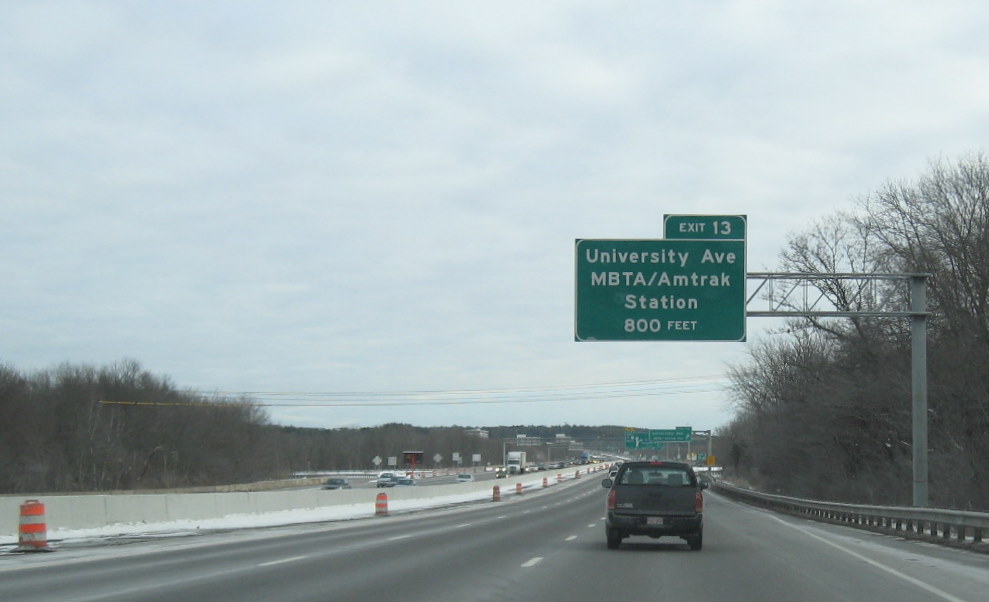 EXIT 13
University Ave
MBTA/Amtrak
Station
800 FEET